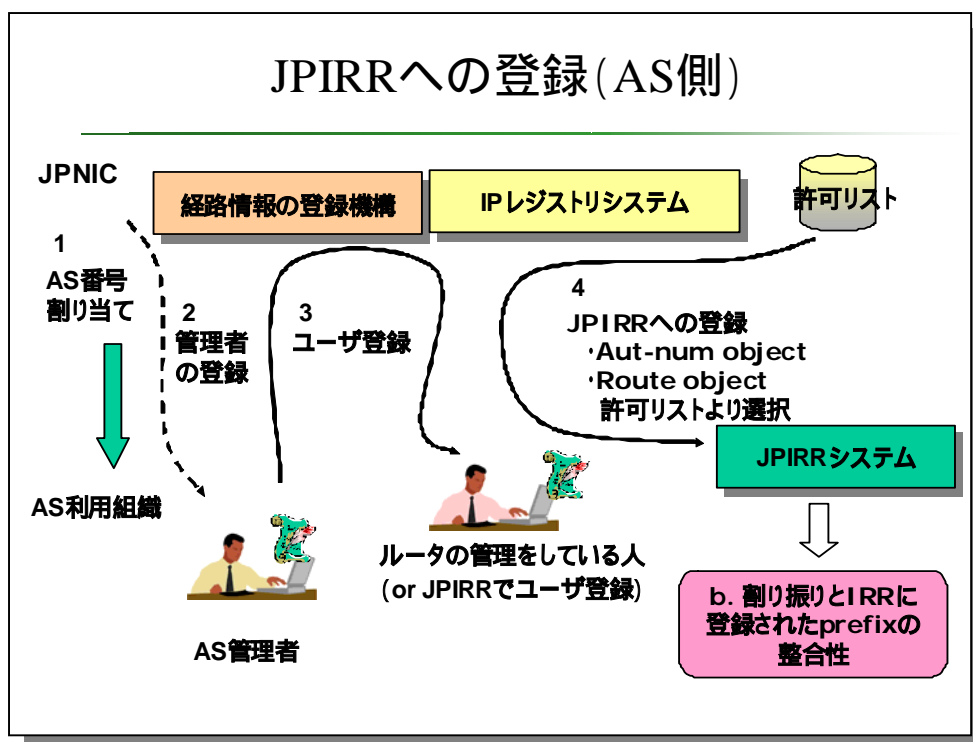 JPIRRへの登録(AS側)
JPNIC
経路情報の登録機構
IPレジストリシステム
許可リスト
1
AS番号
割り当て
2
管理者
の登録
3
ユーザ登録
4
JPIRRへの登録
・Aut-num object
・Route object
許可リストより選択
JPIRRシステム
AS利用組織
ルータの管理をしている人
(or JPIRRでユーザ登録)
AS管理者
b. 割り振りとIRRに
登録されたprefixの
整合性